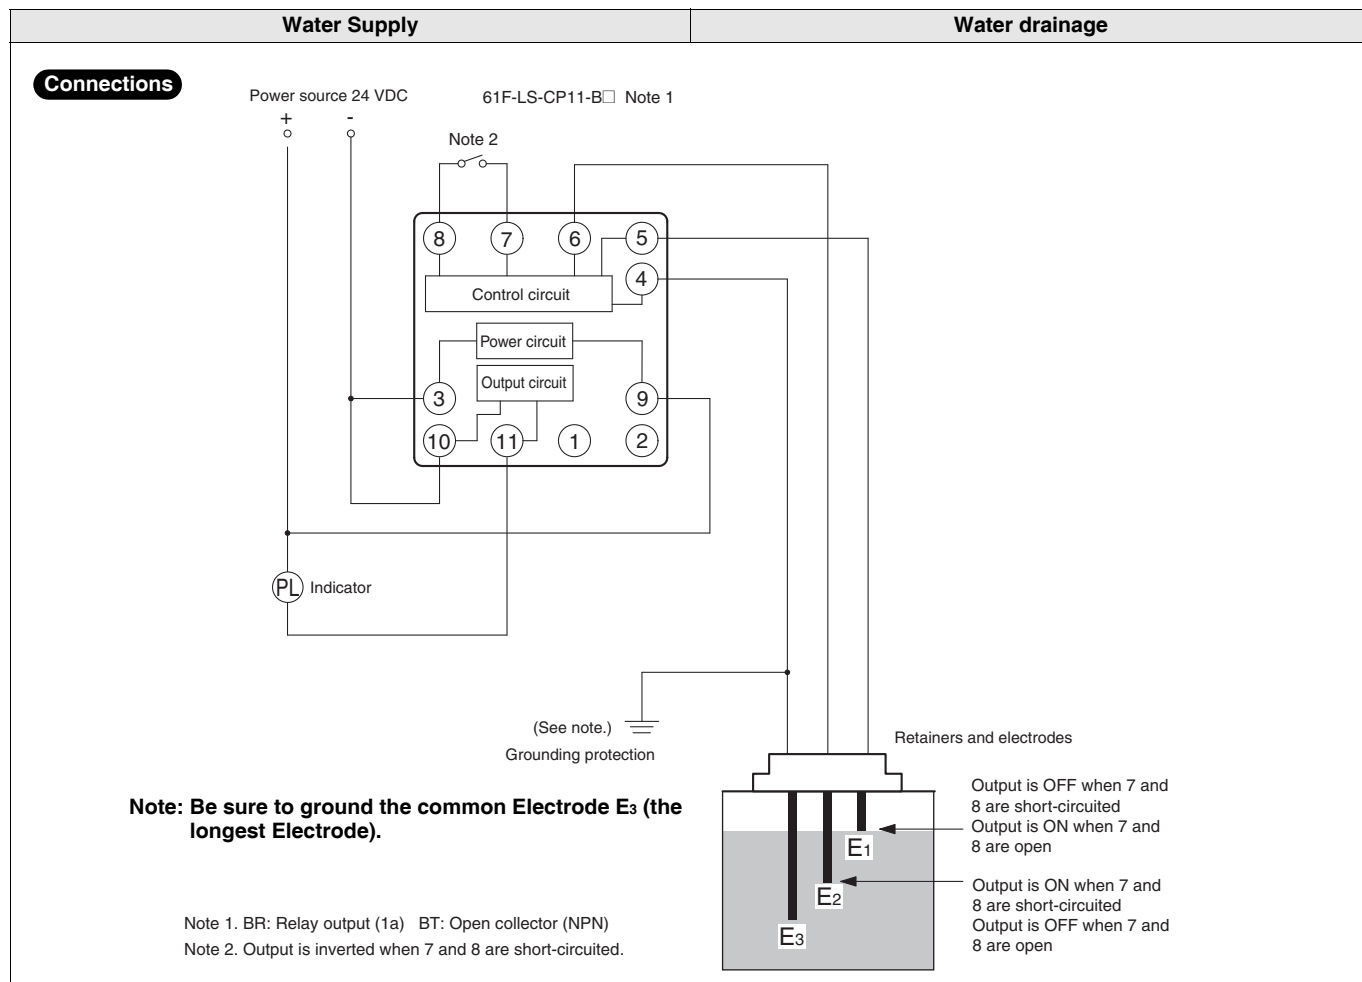 Water Supply
Water drainage
Connections
Power source 24 VDC
61F-LS-CP11-B□ Note 1
+
-
Note 2
8
7
6
5
4
Control circuit
Power circuit
Output circuit
3
9
10
11
1
2
PL
Indicator
(See note.)
Grounding protection
Retainers and electrodes
Note: Be sure to ground the common Electrode E3 (the
longest Electrode).
Output is OFF when 7 and
8 are short-circuited
Output is ON when 7 and
8 are open
E1
Output is ON when 7 and
8 are short-circuited
Output is OFF when 7 and
8 are open
E2
E3
Note 1. BR: Relay output (1a) BT: Open collector (NPN)
Note 2. Output is inverted when 7 and 8 are short-circuited.